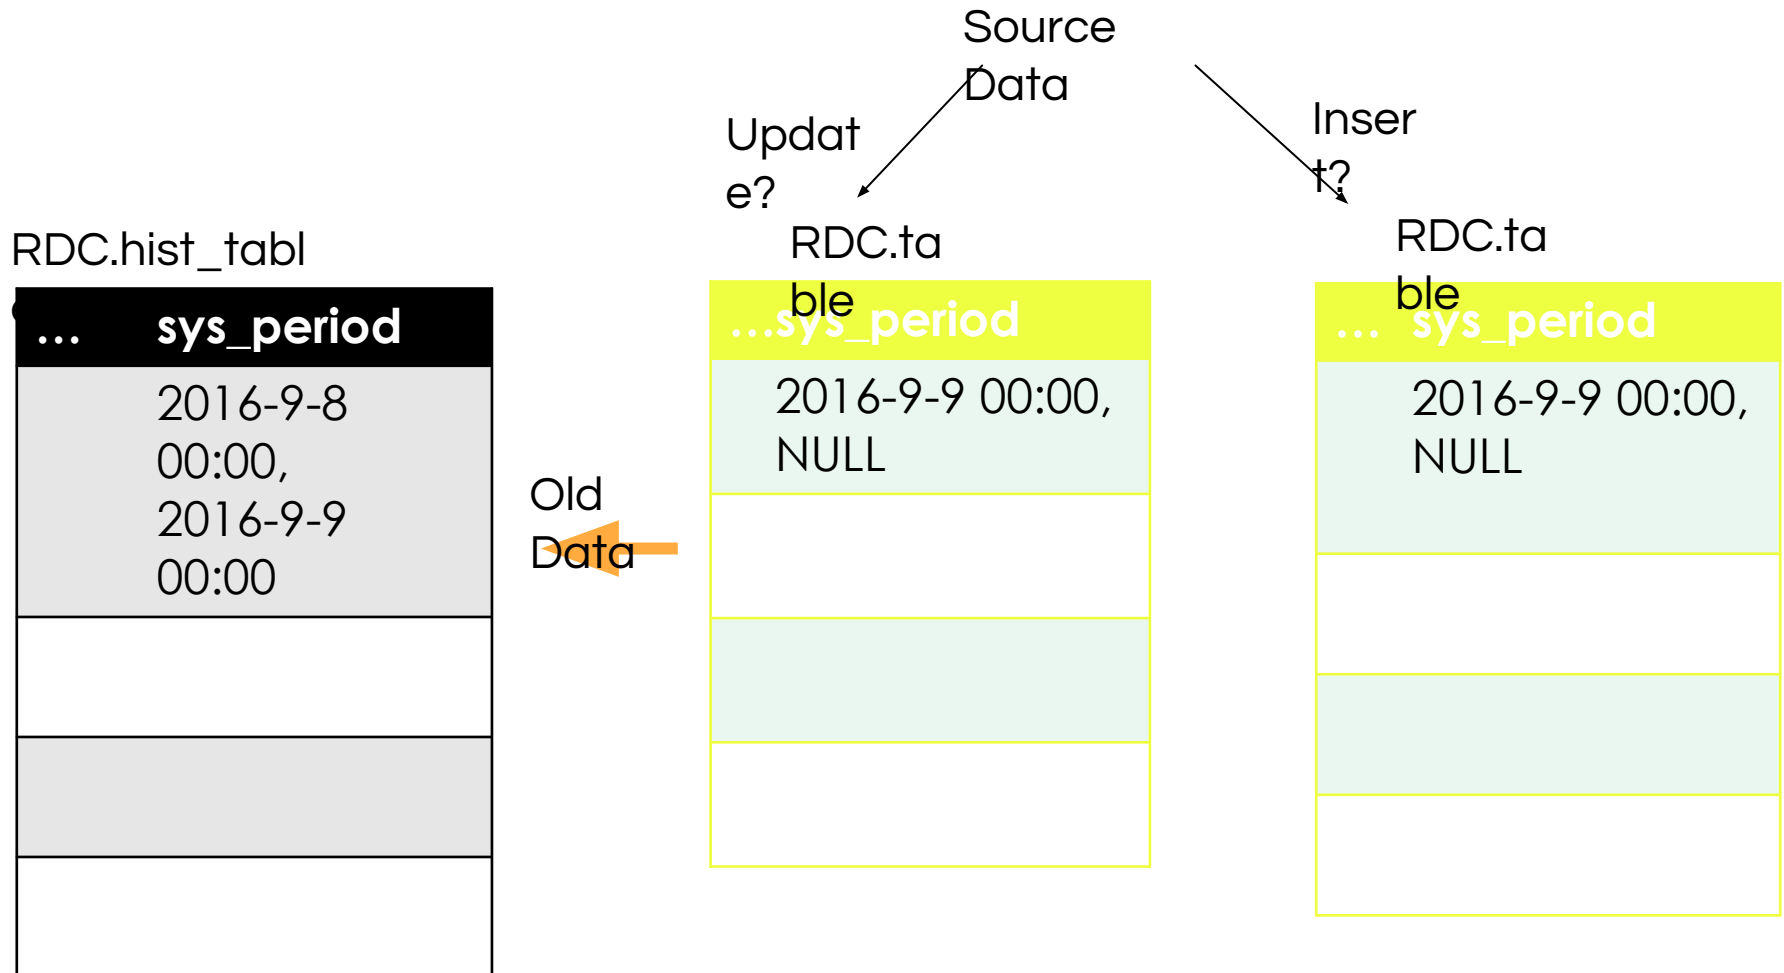 Source
Data
Updat
e?
Inser
t?
RDC.hist_tabl
… sys_period
2016-9-8
00:00,
2016-9-9
00:00
Old
Data
RDC.ta
ble
…sys_period
2016-9-9 00:00,
NULL
RDC.ta
ble
… sys_period
2016-9-9 00:00,
NULL